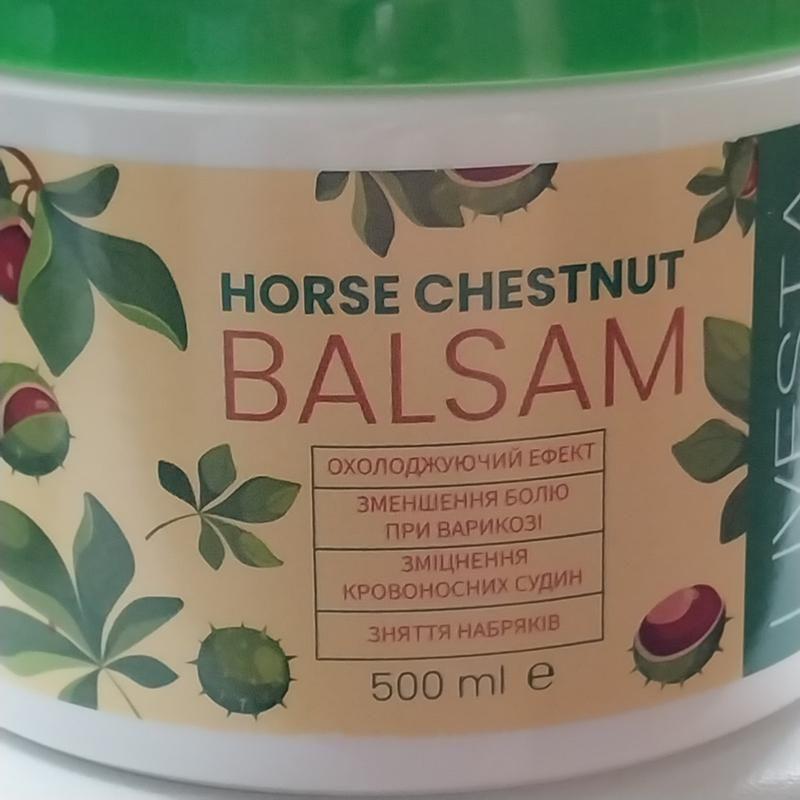 HORSE CHESTNUT
BALSAM
ОХОЛОДЖУЮЧИЙ ЕФЕКТ
ЗМЕНШЕННЯ БОЛЮ
ПРИ ВАРИКОЗІ
ЗМІЦНЕННЯ
КРОВОНОСНИХ СУДИН
ЗНЯТТЯ НАБРЯКІВ
500 ml e